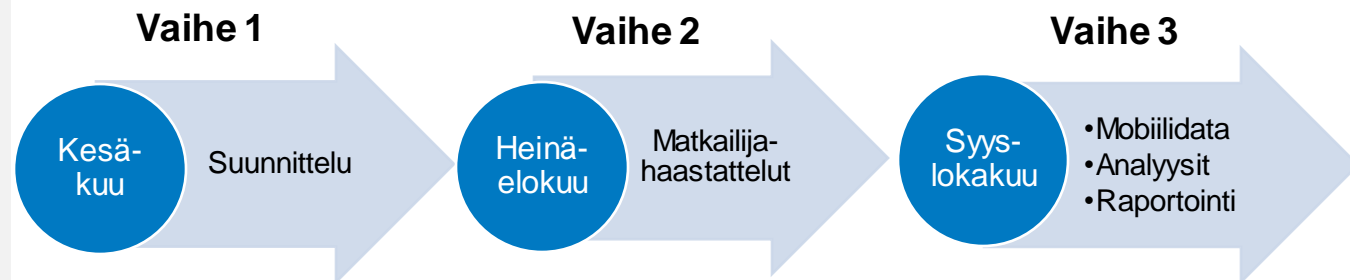 Vaihe 1
Kesä-
kuu
Suunnittelu
Vaihe 2
Heinä-
elokuu
Matkailija-
haastattelut
Vaihe 3
Syys-
lokakuu
•Mobiilidata
•Analyysit
•Raportointi